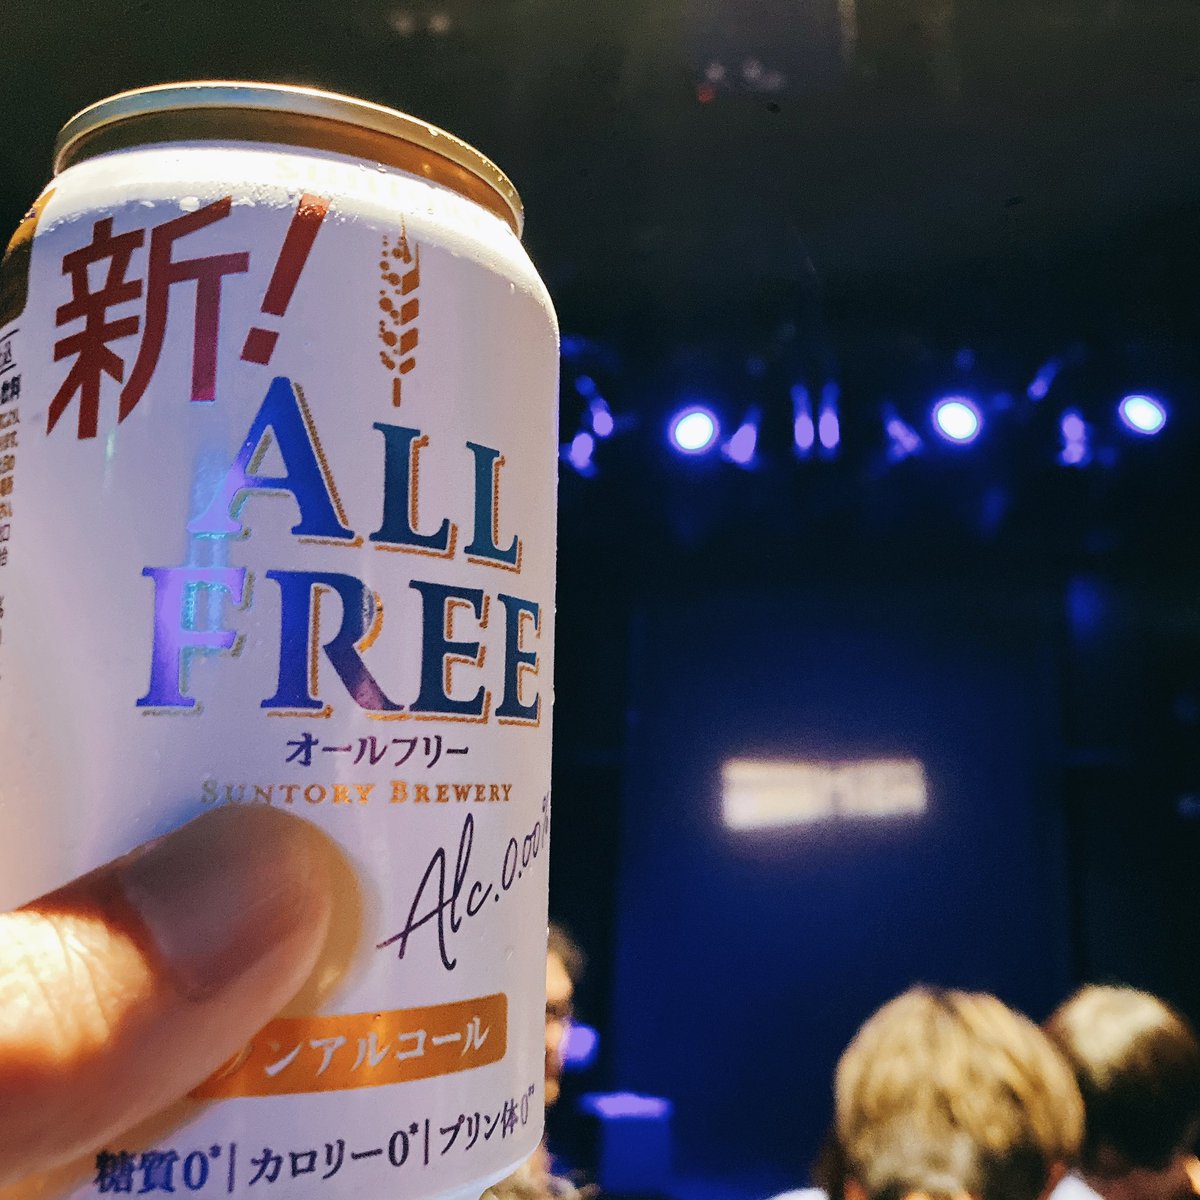 新!
ALL
FREE
オールフリー
SUNTORY BREWERY
Alc.0.00%
ノンアルコール
糖質0*|カロリー0*|プリン体0**